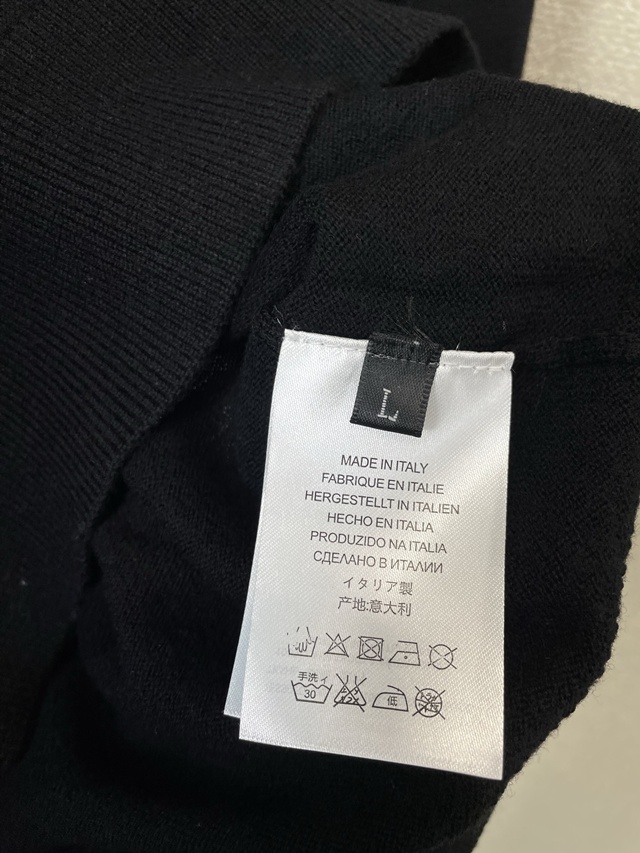 L
MADE IN ITALY
FABRIQUE EN ITALIE
HERGESTELLT IN ITALIEN
HECHO EN ITALIA
PRODUZIDO NA ITALIA
СДЕЛАНО В ИТАЛИИ
イタリア製
产地:意大利
手洗イ
30 低